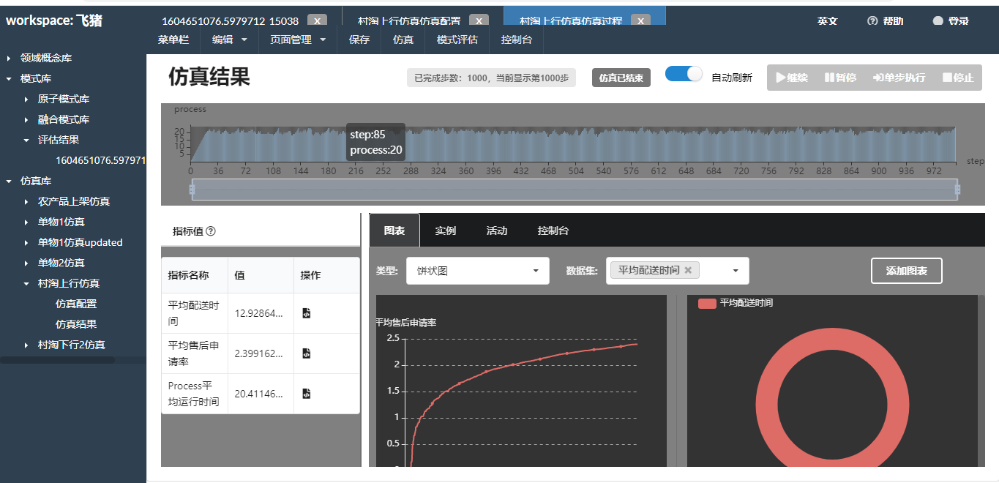 workspace: 飞猪
1604651076.5979712 15038 x
村淘上行仿真仿真配置 x
村淘上行仿真仿真过程 x
英文
帮助
登录
菜单栏
编辑
页面管理
保存
仿真
模式评估
控制台
领域概念库
模式库
原子模式库
融合模式库
评估结果
1604651076.597971
仿真库
农产品上架仿真
单物1仿真
单物1仿真updated
单物2仿真
村淘上行仿真
仿真配置
仿真结果
村淘下行2仿真
仿真结果
已完成步数：1000，当前显示第1000步
仿真已结束
自动刷新
继续
暂停
单步执行
停止
process
20
15
10
5
step:85
process:20
0 36 72 108 144 180 216 252 288 324 360 396 432 468 504 540 576 612 648 684 720 756 792 828 864 900 936 972
step
指标值
指标名称 值 操作
平均配送时间 12.92864...
平均售后申请率 2.399162...
Process平均运行时间 20.41146...
图表
实例
活动
控制台
类型:
饼状图
数据集:
平均配送时间
添加图表
平均售后申请率
2.5
2
1.5
1
0.5
平均配送时间